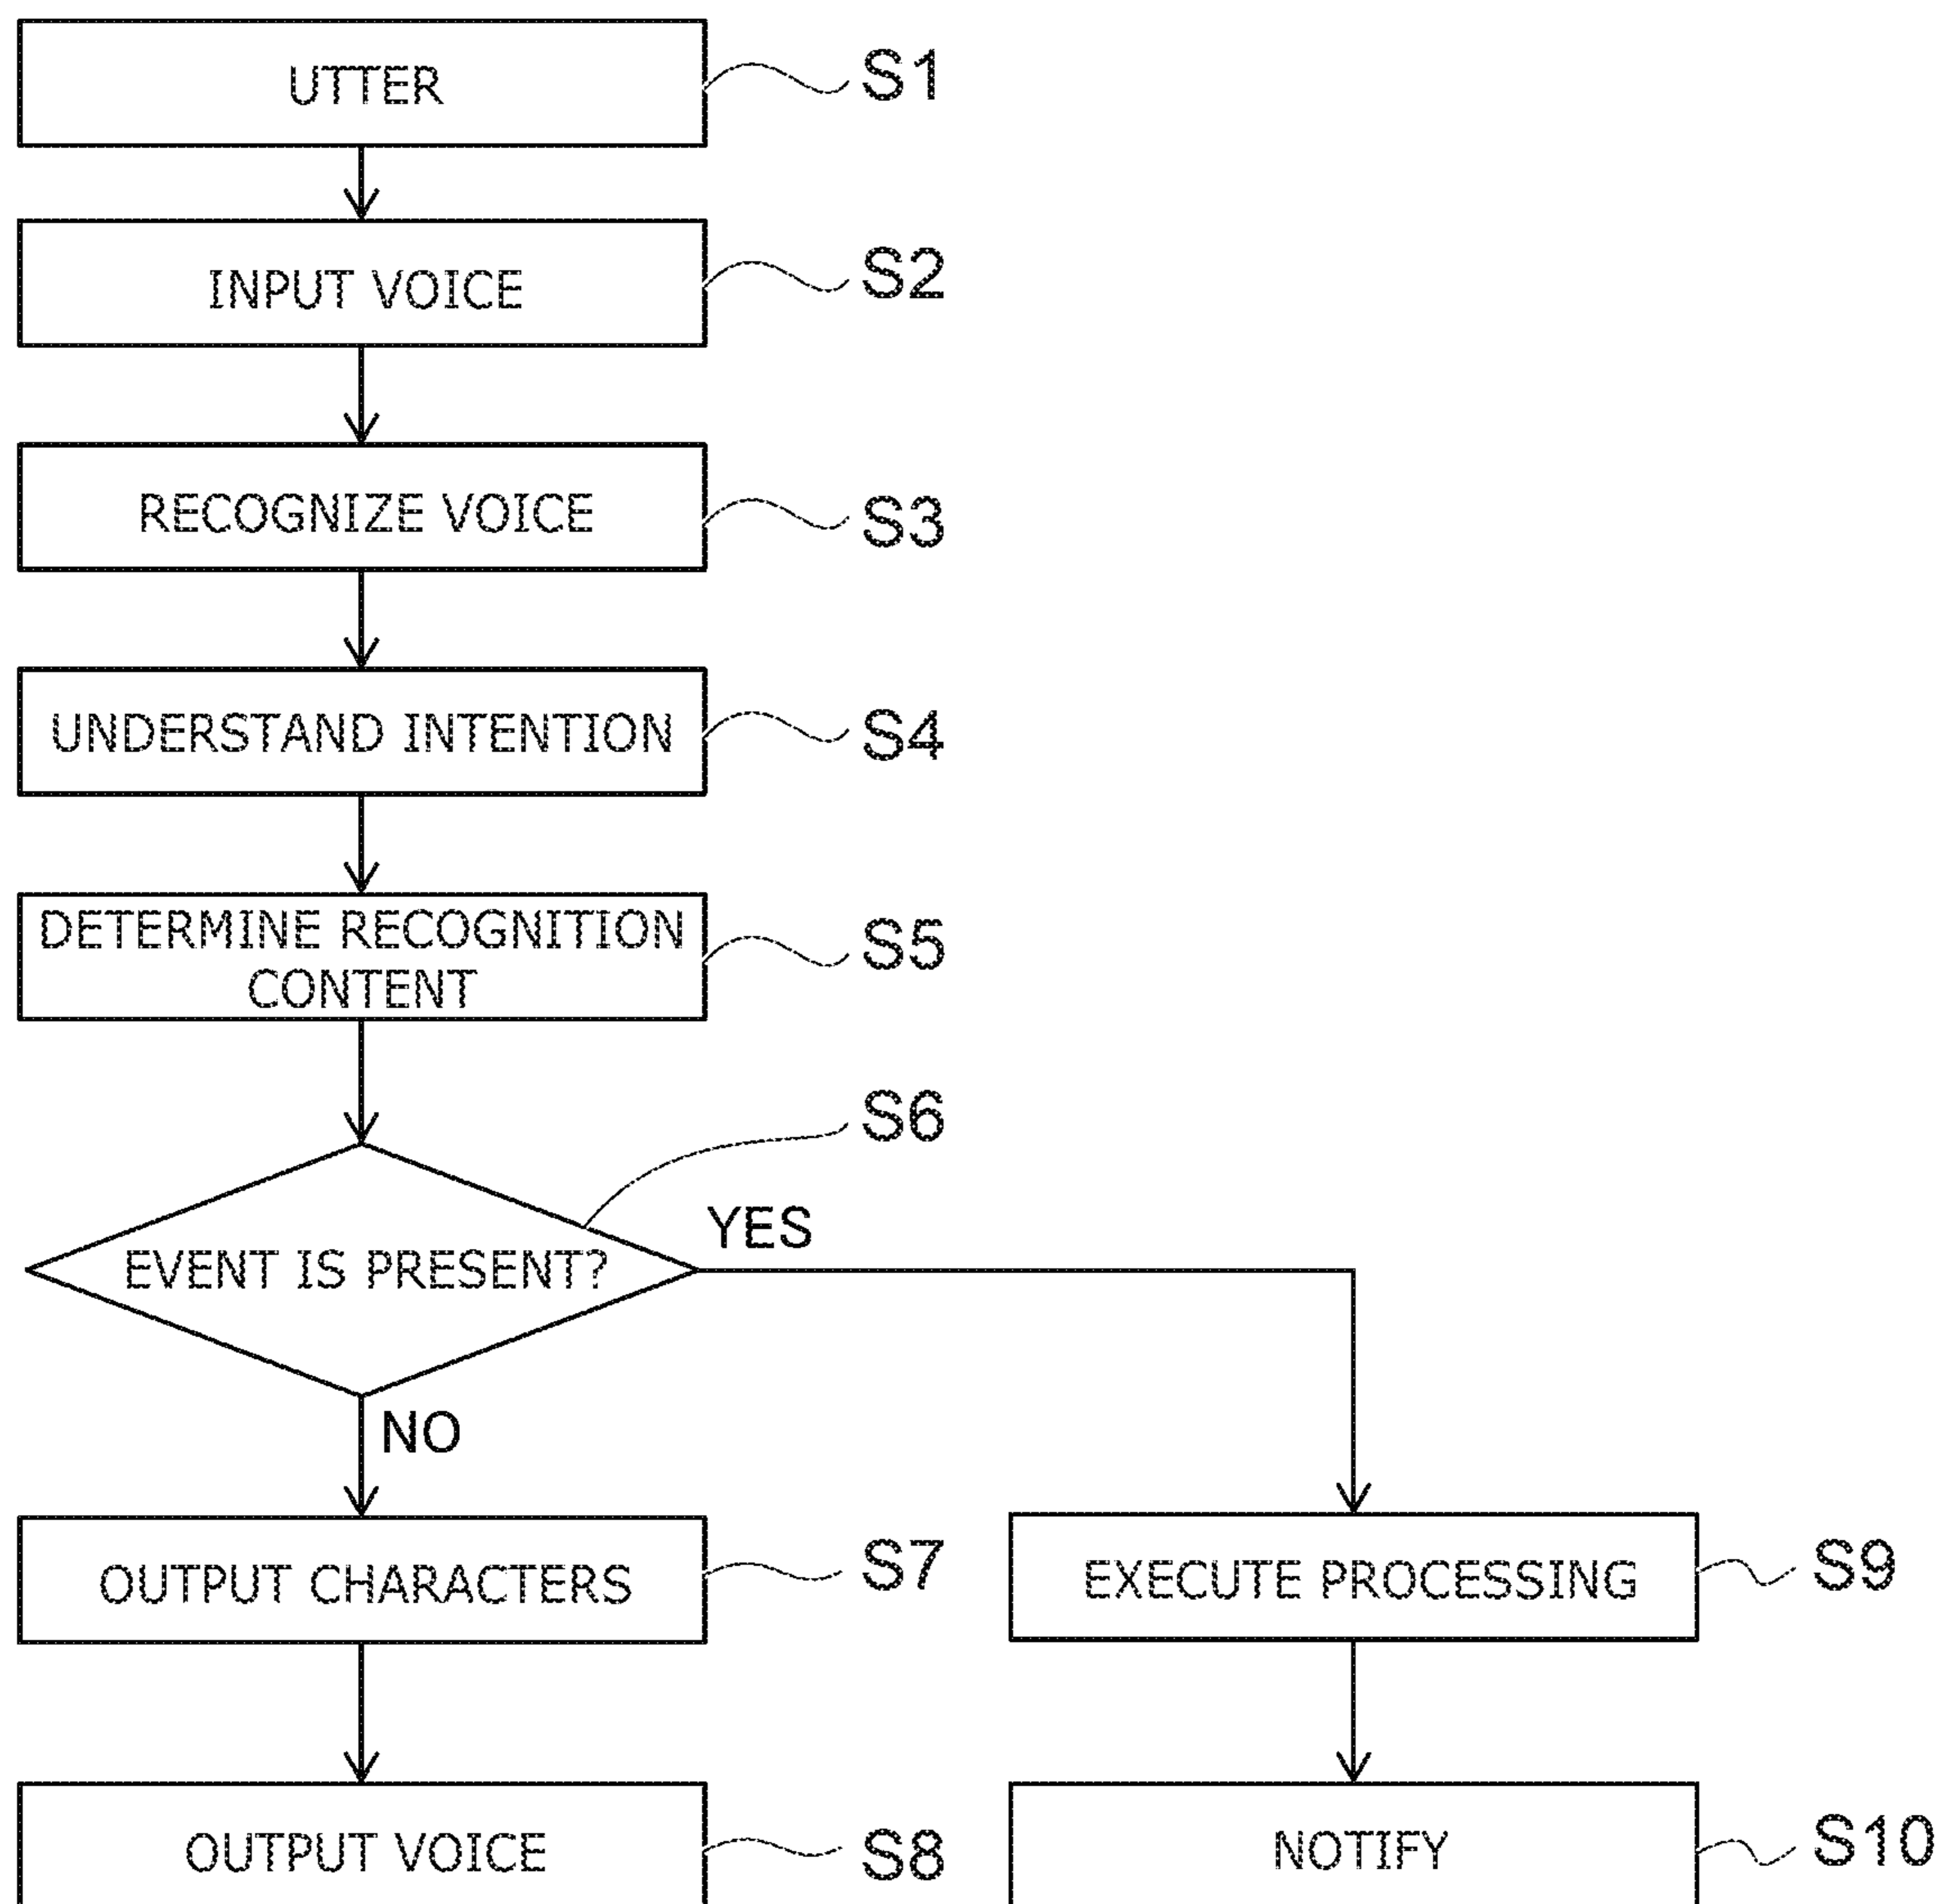 UTTER
S1
INPUT VOICE
S2
RECOGNIZE VOICE
S3
UNDERSTAND INTENTION
S4
DETERMINE RECOGNITION
CONTENT
S5
S6
EVENT IS PRESENT?
YES
NO
OUTPUT CHARACTERS
S7
EXECUTE PROCESSING
S9
OUTPUT VOICE
S8
NOTIFY
S10